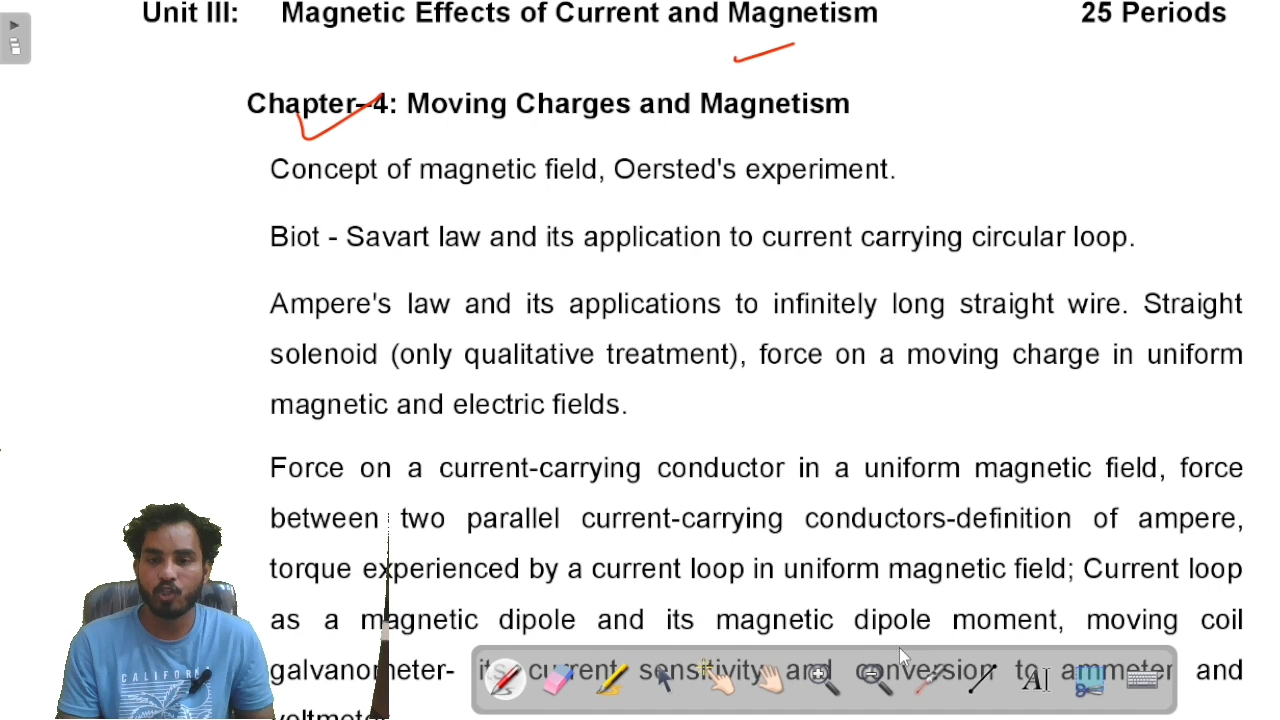 Unit III: Magnetic Effects of Current and Magnetism 25 Periods
Chapter–4: Moving Charges and Magnetism
Concept of magnetic field, Oersted's experiment.
Biot - Savart law and its application to current carrying circular loop.
Ampere's law and its applications to infinitely long straight wire. Straight
solenoid (only qualitative treatment), force on a moving charge in uniform
magnetic and electric fields.
Force on a current-carrying conductor in a uniform magnetic field, force
between two parallel current-carrying conductors-definition of ampere,
torque experienced by a current loop in uniform magnetic field; Current loop
as a magnetic dipole and its magnetic dipole moment, moving coil
galvanometer- its current sensitivity and conversion to ammeter and
CALIFOR
AI